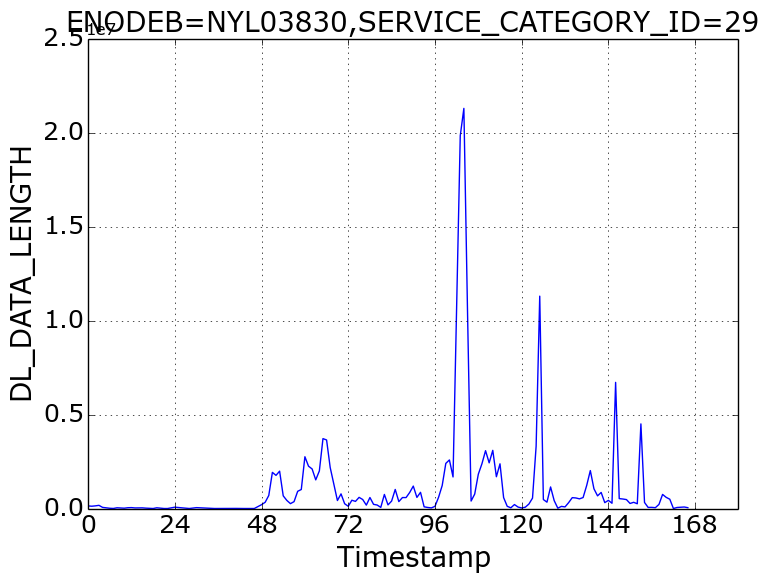 ENODEB=NYL03830,SERVICE_CATEGORY_ID=29
1e7
2.5
2.0
1.5
1.0
0.5
0.0
DL_DATA_LENGTH
0 24 48 72 96 120 144 168
Timestamp